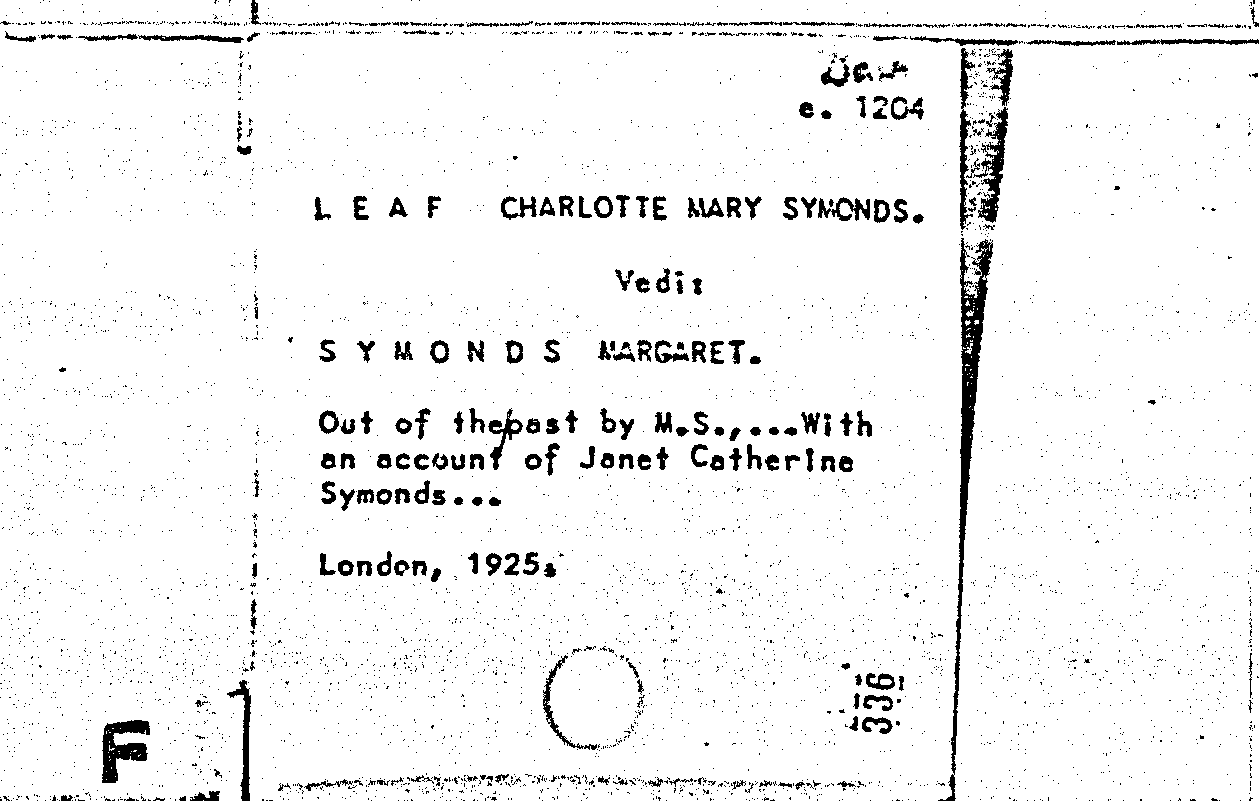 e. 1204
L E A F CHARLOTTE MARY SYMONDS.
Vedi:
S Y M O N D S MARGARET.
Out of the/past by M.S.,...With
an account of Janet Catherine
Symonds...
London, 1925.
336
F